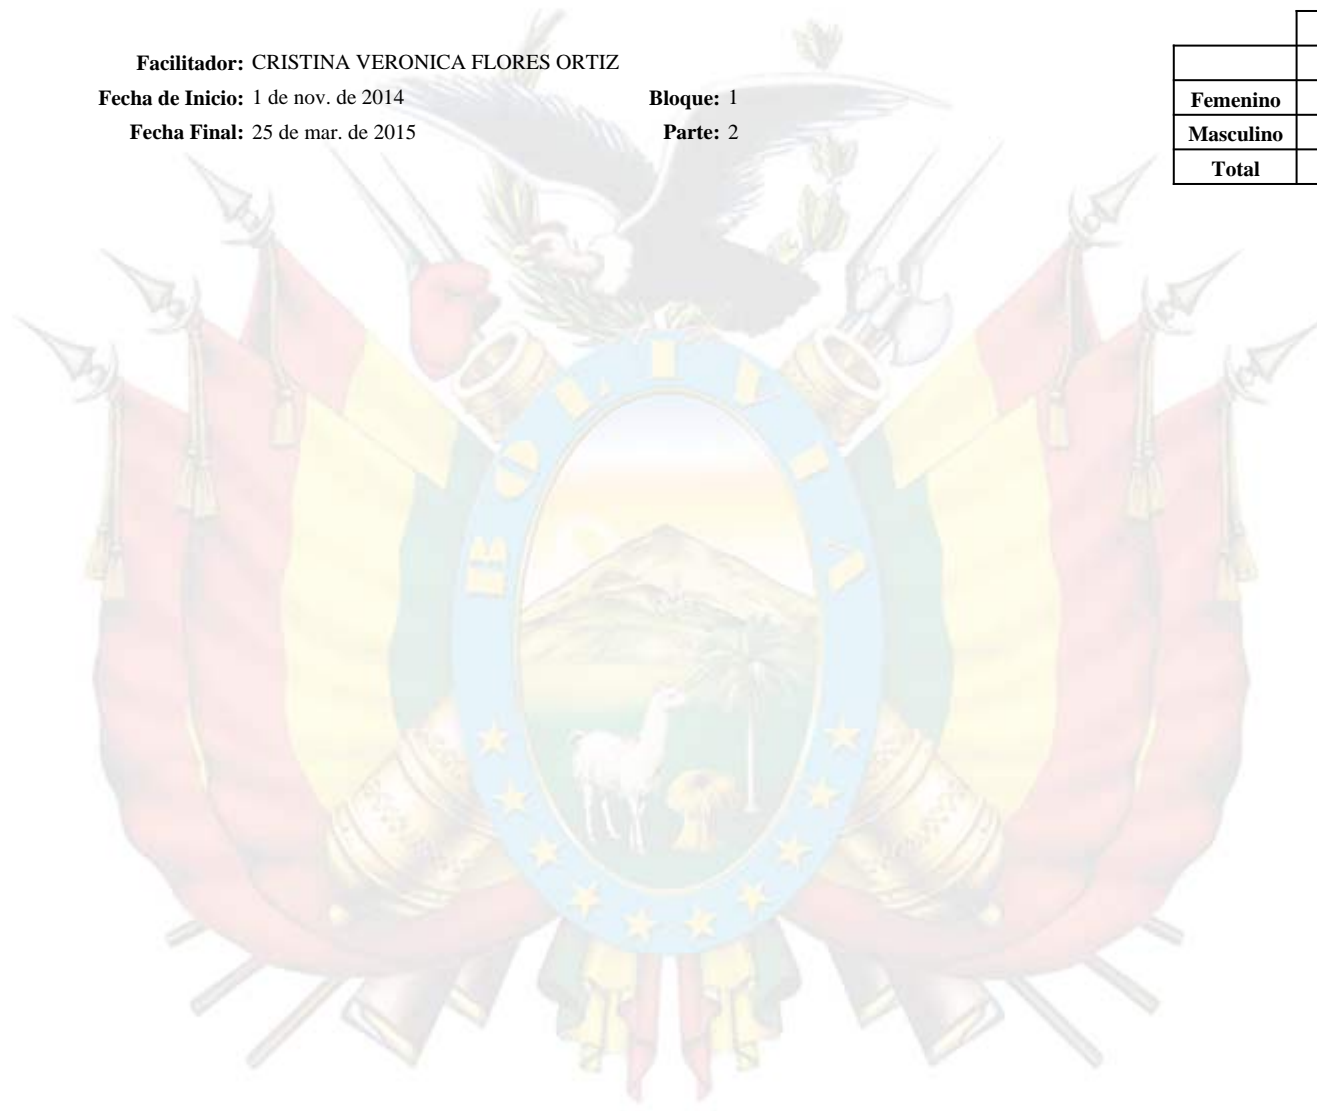 Facilitador: CRISTINA VERONICA FLORES ORTIZ
Fecha de Inicio: 1 de nov. de 2014 Bloque: 1
Fecha Final: 25 de mar. de 2015 Parte: 2
Femenino
Masculino
Total
BOLIVIA